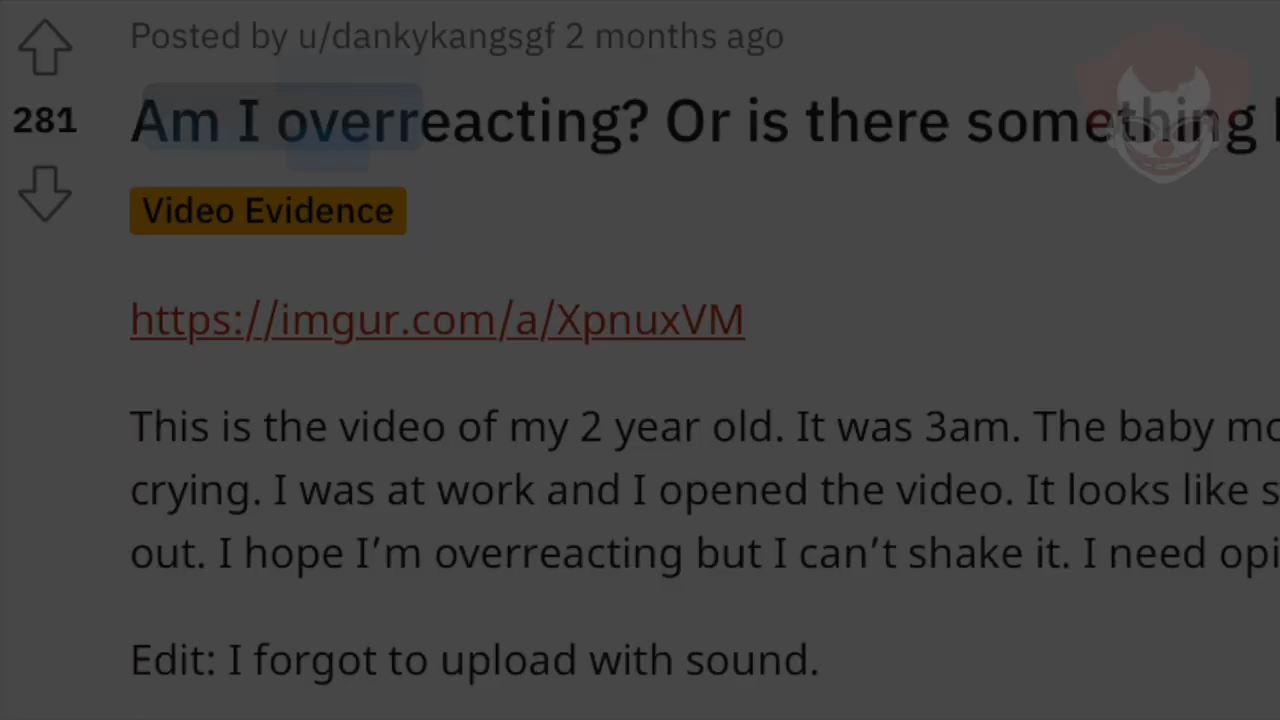 Posted by u/dankykangsgf 2 months ago
281
Am I overreacting? Or is there something
Video Evidence
https://imgur.com/a/XpnuxVM
This is the video of my 2 year old. It was 3am. The baby mo
crying. I was at work and I opened the video. It looks like s
out. I hope I’m overreacting but I can’t shake it. I need opi
Edit: I forgot to upload with sound.